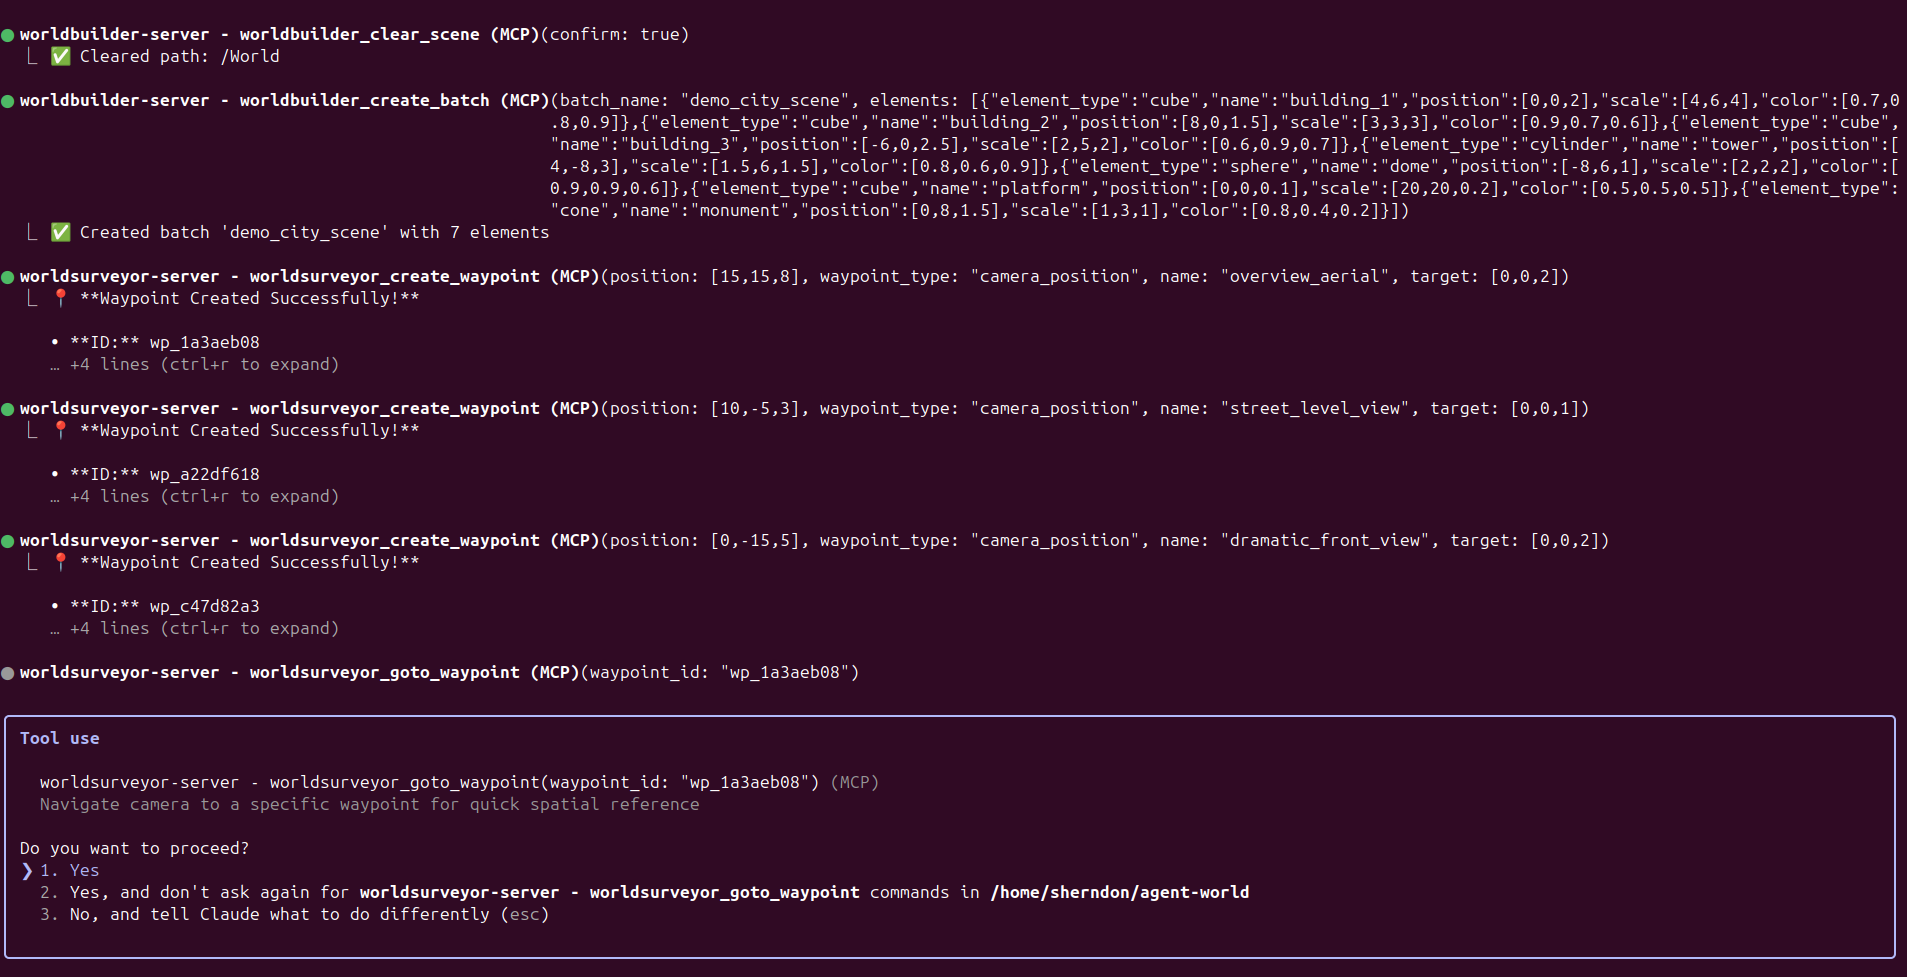 ● worldbuilder-server - worldbuilder_clear_scene (MCP)(confirm: true)
⎿ ✅ Cleared path: /World
● worldbuilder-server - worldbuilder_create_batch (MCP)(batch_name: "demo_city_scene", elements: [{"element_type":"cube","name":"building_1","position":[0,0,2],"scale":[4,6,4],"color":[0.7,0
.8,0.9]},{"element_type":"cube","name":"building_2","position":[8,0,1.5],"scale":[3,3,3],"color":[0.9,0.7,0.6]},{"element_type":"cube",
"name":"building_3","position":[-6,0,2.5],"scale":[2,5,2],"color":[0.6,0.9,0.7]},{"element_type":"cylinder","name":"tower","position":[
4,-8,3],"scale":[1.5,6,1.5],"color":[0.8,0.6,0.9]},{"element_type":"sphere","name":"dome","position":[-8,6,1],"scale":[2,2,2],"color":[
0.9,0.9,0.6]},{"element_type":"cube","name":"platform","position":[0,0,0.1],"scale":[20,20,0.2],"color":[0.5,0.5,0.5]},{"element_type":
"cone","name":"monument","position":[0,8,1.5],"scale":[1,3,1],"color":[0.8,0.4,0.2]}])
⎿ ✅ Created batch 'demo_city_scene' with 7 elements
● worldsurveyor-server - worldsurveyor_create_waypoint (MCP)(position: [15,15,8], waypoint_type: "camera_position", name: "overview_aerial", target: [0,0,2])
⎿ 📍 **Waypoint Created Successfully!**
• **ID:** wp_1a3aeb08
… +4 lines (ctrl+r to expand)
● worldsurveyor-server - worldsurveyor_create_waypoint (MCP)(position: [10,-5,3], waypoint_type: "camera_position", name: "street_level_view", target: [0,0,1])
⎿ 📍 **Waypoint Created Successfully!**
• **ID:** wp_a22df618
… +4 lines (ctrl+r to expand)
● worldsurveyor-server - worldsurveyor_create_waypoint (MCP)(position: [0,-15,5], waypoint_type: "camera_position", name: "dramatic_front_view", target: [0,0,2])
⎿ 📍 **Waypoint Created Successfully!**
• **ID:** wp_c47d82a3
… +4 lines (ctrl+r to expand)
● worldsurveyor-server - worldsurveyor_goto_waypoint (MCP)(waypoint_id: "wp_1a3aeb08")
Tool use
worldsurveyor-server - worldsurveyor_goto_waypoint(waypoint_id: "wp_1a3aeb08") (MCP)
Navigate camera to a specific waypoint for quick spatial reference
Do you want to proceed?
❯ 1. Yes
2. Yes, and don't ask again for worldsurveyor-server - worldsurveyor_goto_waypoint commands in /home/sherndon/agent-world
3. No, and tell Claude what to do differently (esc)